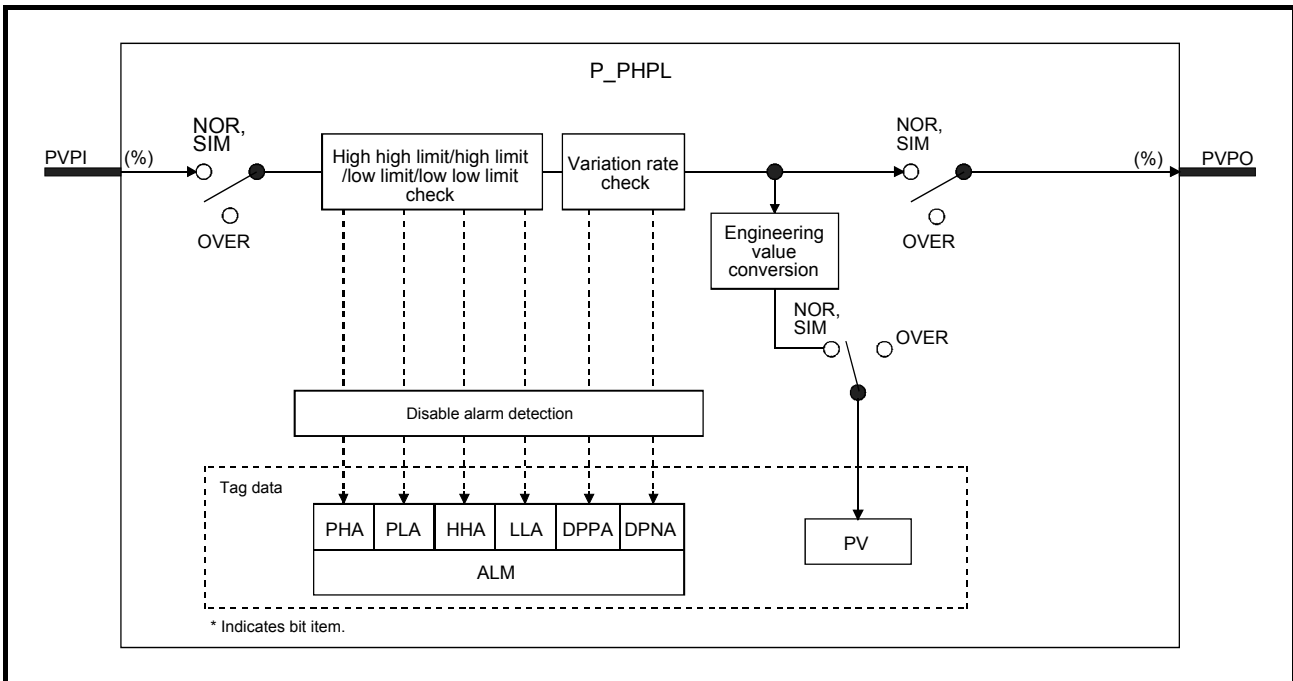 P_PHPL
PVPI
(%)
NOR,
SIM
OVER
High high limit/high limit
/low limit/low low limit
check
Variation rate
check
NOR,
SIM
OVER
(%)
PVPO
Engineering
value
conversion
NOR,
SIM
OVER
Disable alarm detection
Tag data
PHA PLA HHA LLA DPPA DPNA
ALM
PV
* Indicates bit item.